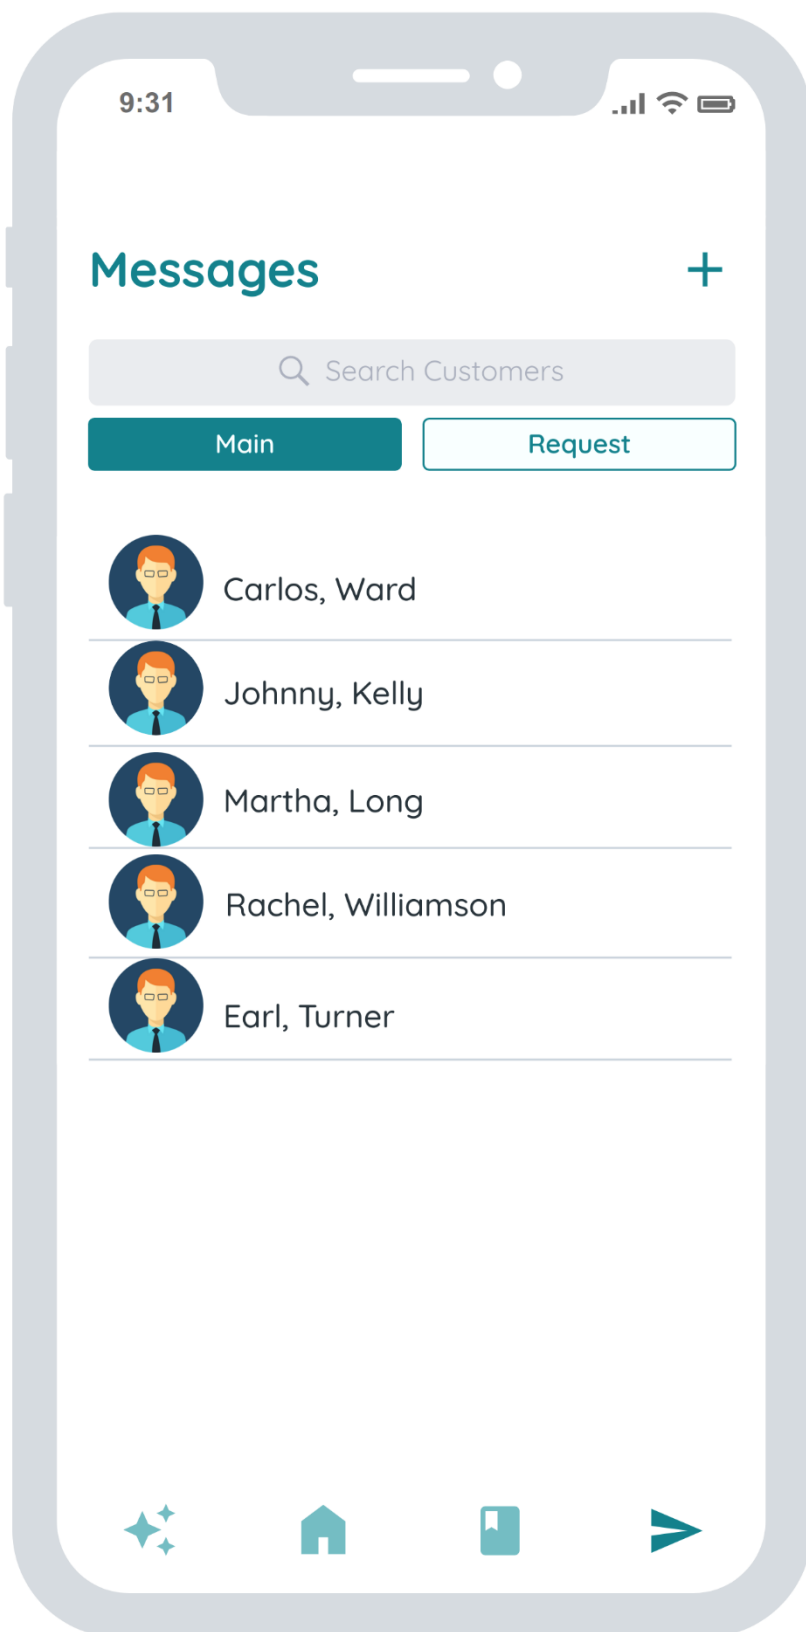 9:31
Messages
Search Customers
Main
Request
Carlos, Ward
Johnny, Kelly
Martha, Long
Rachel, Williamson
Earl, Turner